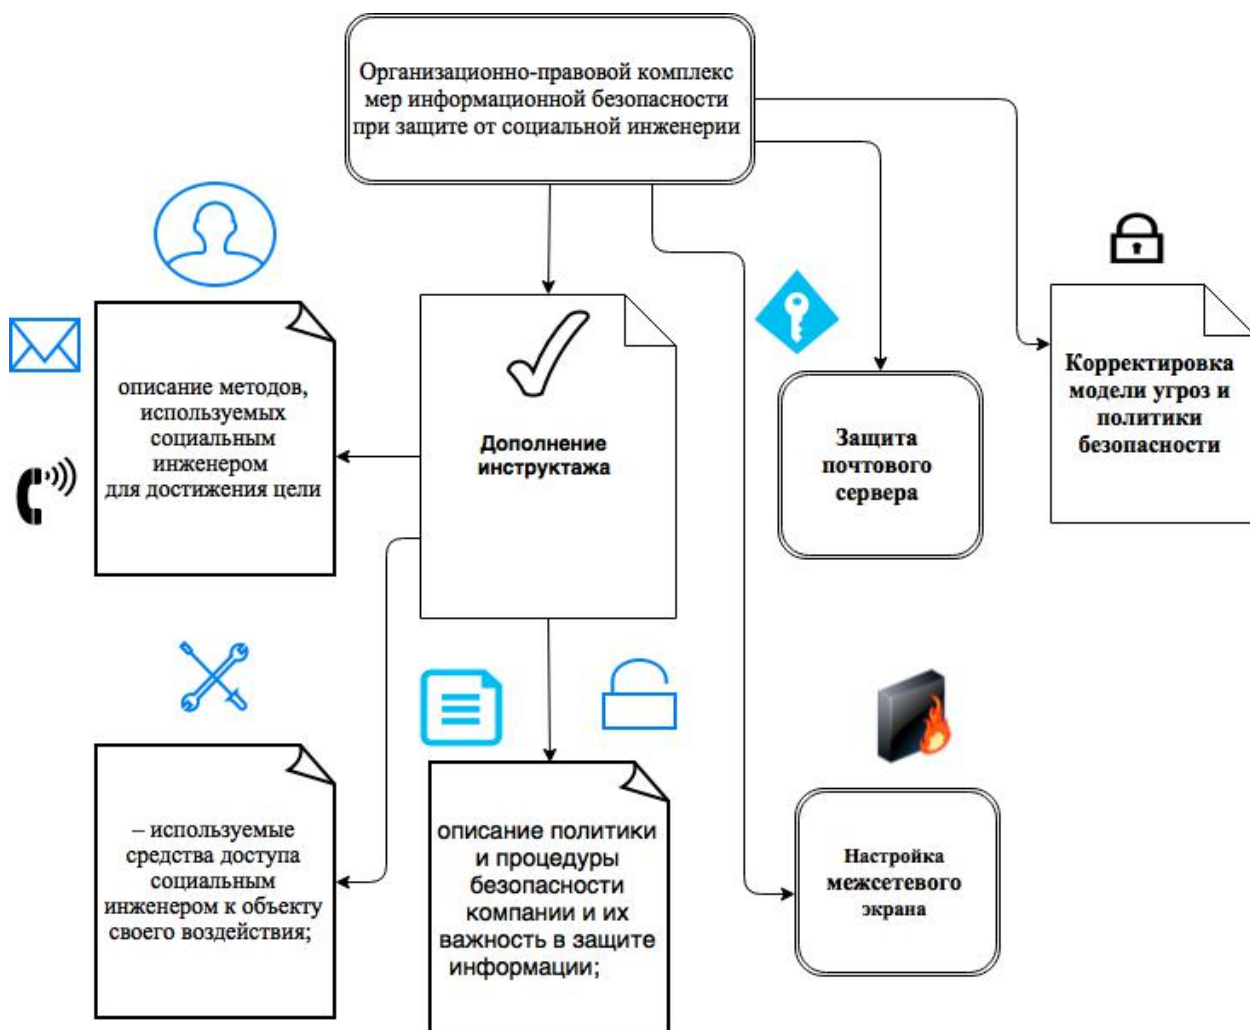 Организационно-правовой комплекс
мер информационной безопасности
при защите от социальной инженерии
описание методов,
используемых
социальным
инженером
для достижения цели
Дополнение
инструктажа
Защита
почтового
сервера
Корректировка
модели угроз и
политики
безопасности
– используемые
средства доступа
социальным
инженером к объекту
своего воздействия;
описание политики
и процедуры
безопасности
компании и их
важность в защите
информации;
Настройка
межсетевого
экрана